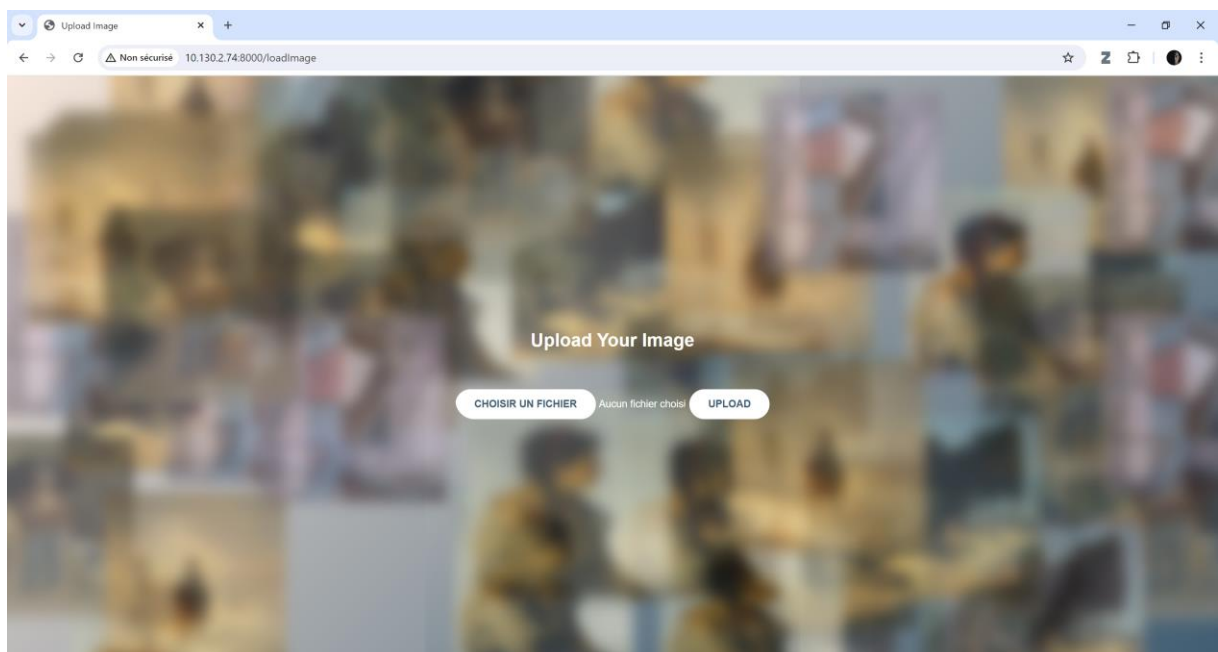 Upload Image
Non sécurisé 10.130.2.74:8000/loadImage
Upload Your Image
CHOISIR UN FICHIER Aucun fichier choisi UPLOAD